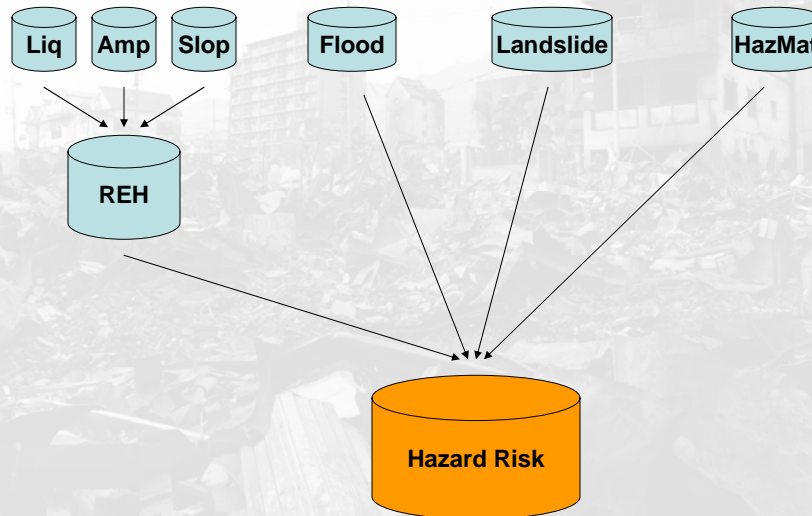 Liq
Amp
Slop
Flood
Landslide
HazMat
REH
Hazard Risk